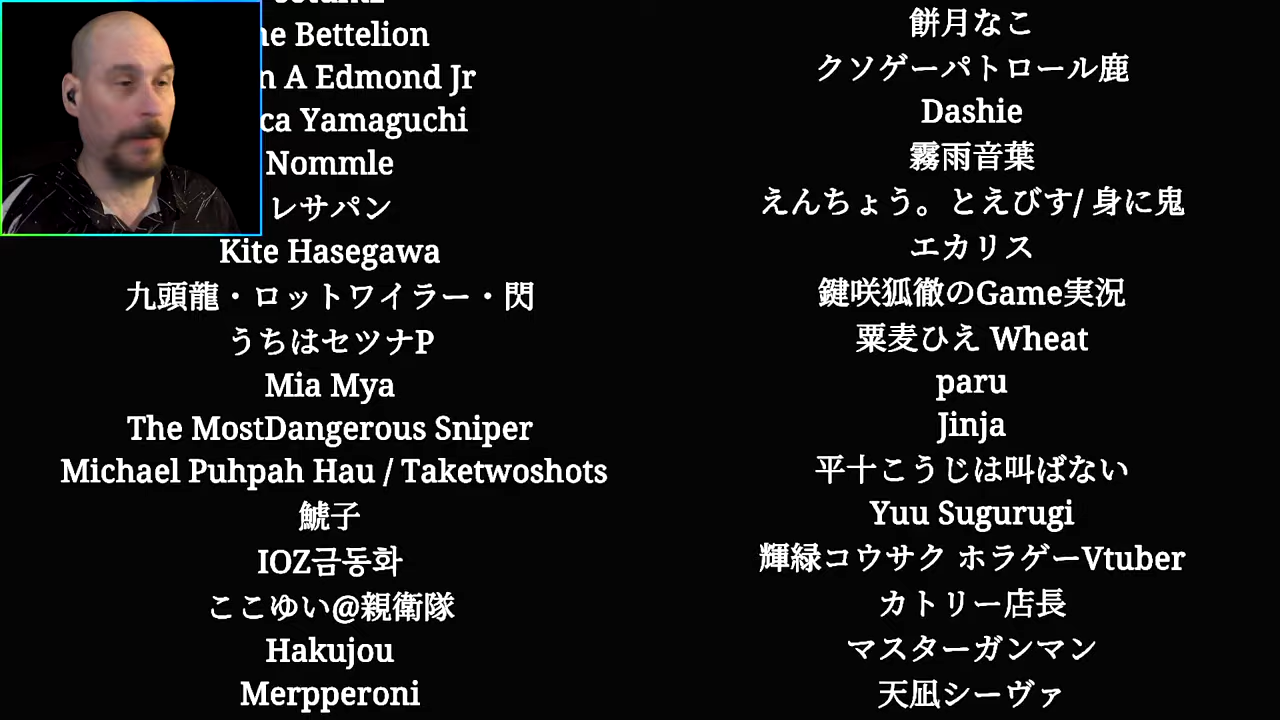 ne Bettelion
n A Edmond Jr
ca Yamaguchi
Nommle
レサパン
Kite Hasegawa
九頭龍・ロットワイラー・閃
うちはセツナP
Mia Mya
The MostDangerous Sniper
Michael Puhpah Hau / Taketwoshots
鯱子
IOZ금동화
ここゆい@親衛隊
Hakujou
Merpperoni
餅月なこ
クソゲーパトロール鹿
Dashie
霧雨音葉
えんちょう。とえびす/ 身に鬼
エカリス
鍵咲狐徹のGame実況
粟麦ひえ Wheat
paru
Jinja
平十こうじは叫ばない
Yuu Sugurugi
輝緑コウサク ホラゲーVtuber
カトリー店長
マスターガンマン
天凪シーヴァ